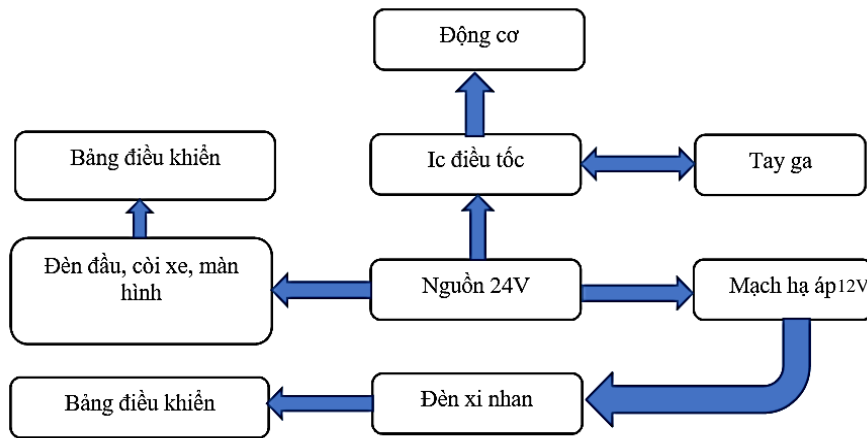 Động cơ
Bảng điều khiển
Ic điều tốc
Tay ga
Đèn đầu, còi xe, màn
hình
Nguồn 24V
Mạch hạ áp12V
Bảng điều khiển
Đèn xi nhan